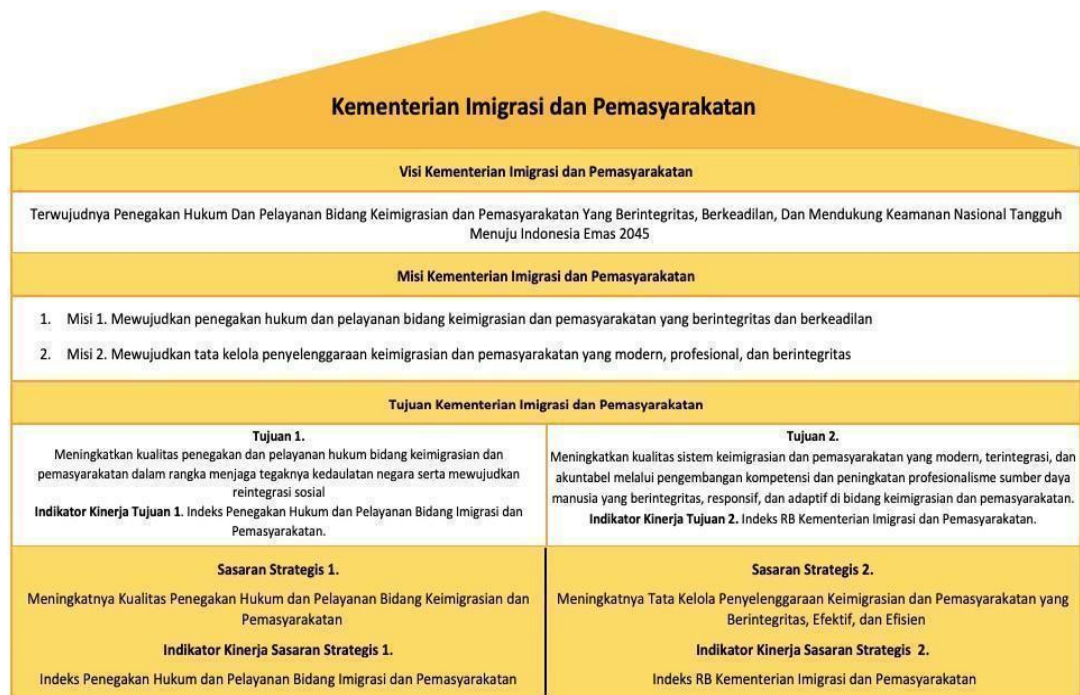 Kementerian Imigrasi dan Pemasyarakatan
Visi Kementerian Imigrasi dan Pemasyarakatan
Terwujudnya Penegakan Hukum Dan Pelayanan Bidang Keimigrasian dan Pemasyarakatan Yang Berintegritas, Berkeadilan, Dan Mendukung Keamanan Nasional Tangguh
Menuju Indonesia Emas 2045
Misi Kementerian Imigrasi dan Pemasyarakatan
1. Misi 1. Mewujudkan penegakan hukum dan pelayanan bidang keimigrasian dan pemasyarakatan yang berintegritas dan berkeadilan
2. Misi 2. Mewujudkan tata kelola penyelenggaraan keimigrasian dan pemasyarakatan yang modern, profesional, dan berintegritas
Tujuan Kementerian Imigrasi dan Pemasyarakatan
Tujuan 1.
Meningkatkan kualitas penegakan dan pelayanan hukum bidang keimigrasian dan
pemasyarakatan dalam rangka menjaga tegaknya kedaulatan negara serta mewujudkan
reintegrasi sosial
Indikator Kinerja Tujuan 1. Indeks Penegakan Hukum dan Pelayanan Bidang Imigrasi dan
Pemasyarakatan.
Tujuan 2.
Meningkatkan kualitas sistem keimigrasian dan pemasyarakatan yang modern, terintegrasi, dan
akuntabel melalui pengembangan kompetensi dan peningkatan profesionalisme sumber daya
manusia yang berintegritas, responsif, dan adaptif di bidang keimigrasian dan pemasyarakatan.
Indikator Kinerja Tujuan 2. Indeks RB Kementerian Imigrasi dan Pemasyarakatan.
Sasaran Strategis 1.
Meningkatnya Kualitas Penegakan Hukum dan Pelayanan Bidang Keimigrasian dan
Pemasyarakatan
Indikator Kinerja Sasaran Strategis 1.
Indeks Penegakan Hukum dan Pelayanan Bidang Imigrasi dan Pemasyarakatan
Sasaran Strategis 2.
Meningkatnya Tata Kelola Penyelenggaraan Keimigrasian dan Pemasyarakatan yang
Berintegritas, Efektif, dan Efisien
Indikator Kinerja Sasaran Strategis 2.
Indeks RB Kementerian Imigrasi dan Pemasyarakatan